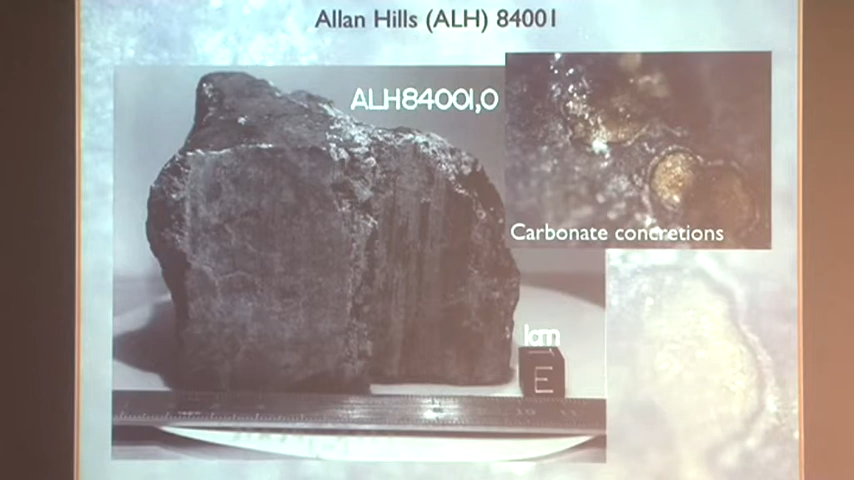 Allan Hills (ALH) 84001
ALH84001,0
Carbonate concretions
1cm
E